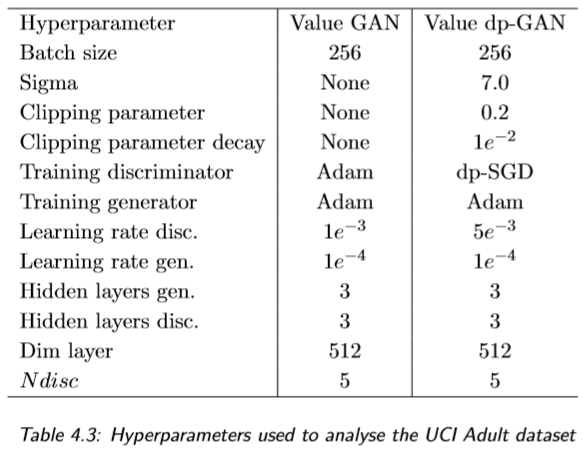 Hyperparameter Value GAN Value dp-GAN
Batch size 256 256
Sigma None 7.0
Clipping parameter None 0.2
Clipping parameter decay None 1e⁻²
Training discriminator Adam dp-SGD
Training generator Adam Adam
Learning rate disc. 1e⁻³ 5e⁻³
Learning rate gen. 1e⁻⁴ 1e⁻⁴
Hidden layers gen. 3 3
Hidden layers disc. 3 3
Dim layer 512 512
Ndisc 5 5
Table 4.3: Hyperparameters used to analyse the UCI Adult dataset